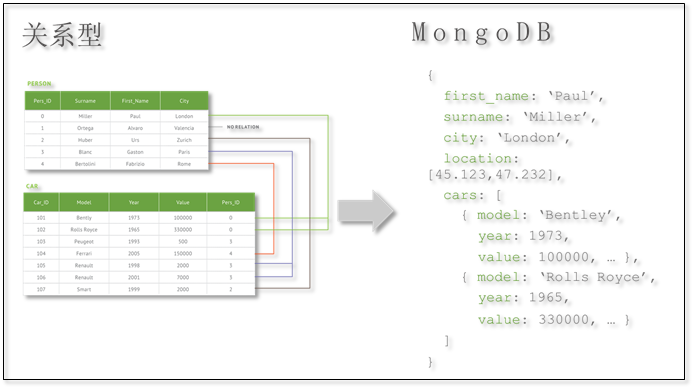 关系型
MongoDB
PERSON
Pers_ID Surname First_Name City
0 Miller Paul London
1 Ortega Alvaro Valencia
NO RELATION
2 Huber Urs Zurich
3 Blanc Gaston Paris
4 Bertolini Fabrizio Rome
CAR
Car_ID Model Year Value Pers_ID
101 Bently 1973 100000 0
102 Rolls Royce 1965 330000 0
103 Peugeot 1993 500 3
104 Ferrari 2005 150000 4
105 Renault 1998 2000 3
106 Renault 2001 7000 3
107 Smart 1999 2000 2
{
first_name: ‘Paul’,
surname: ‘Miller’,
city: ‘London’,
location:
[45.123,47.232],
cars: [
{ model: ‘Bentley’,
year: 1973,
value: 100000, … },
{ model: ‘Rolls Royce’,
year: 1965,
value: 330000, … }
]
}